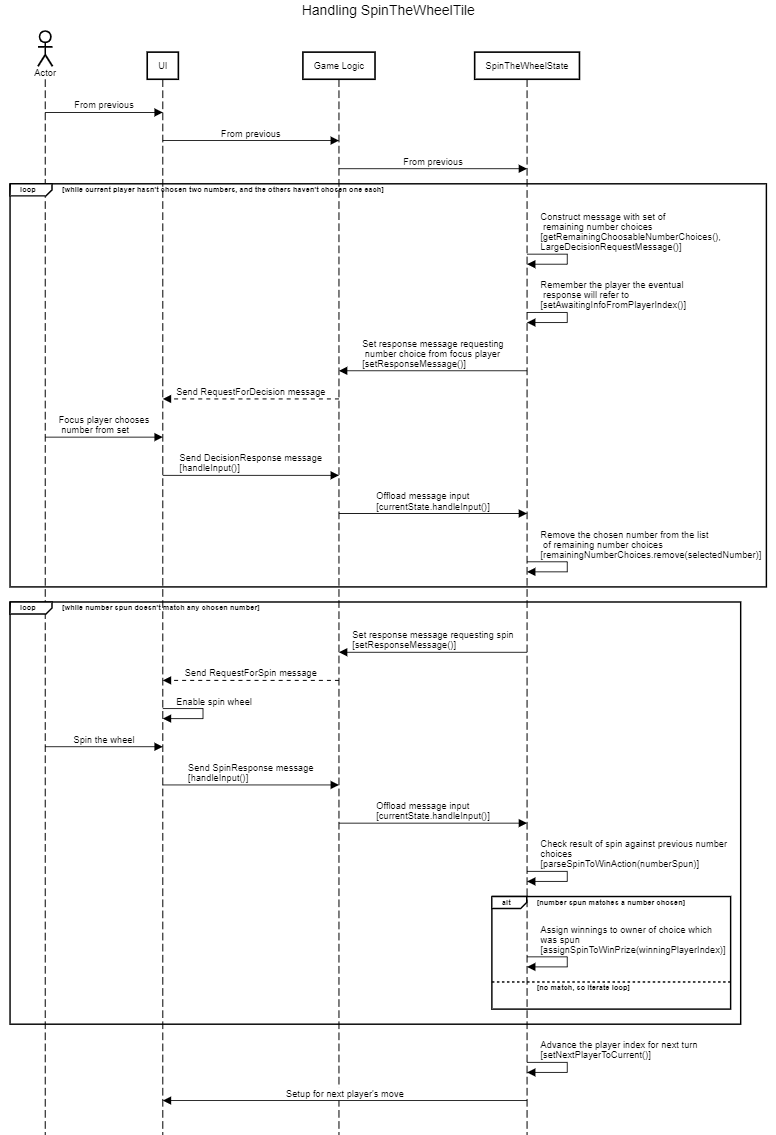 Handling SpinTheWheelTile
Actor
UI
Game Logic
SpinTheWheelState
From previous
From previous
From previous
loop
[while current player hasn't chosen two numbers, and the others haven't chosen one each]
Construct message with set of
remaining number choices
[getRemainingChoosableNumberChoices(),
LargeDecisionRequestMessage()]
Remember the player the eventual
response will refer to
[setAwaitingInfoFromPlayerIndex()]
Set response message requesting
number choice from focus player
[setResponseMessage()]
Send RequestForDecision message
Focus player chooses
number from set
Send DecisionResponse message
[handleInput()]
Offload message input
[currentState.handleInput()]
Remove the chosen number from the list
of remaining number choices
[remainingNumberChoices.remove(selectedNumber)]
loop
[while number spun doesn't match any chosen number]
Set response message requesting spin
[setResponseMessage()]
Send RequestForSpin message
Enable spin wheel
Spin the wheel
Send SpinResponse message
[handleInput()]
Offload message input
[currentState.handleInput()]
Check result of spin against previous number
choices
[parseSpinToWinAction(numberSpun)]
alt
[number spun matches a number chosen]
Assign winnings to owner of choice which
was spun
[assignSpinToWinPrize(winningPlayerIndex)]
[no match, so iterate loop]
Advance the player index for next turn
[setNextPlayerToCurrent()]
Setup for next player's move